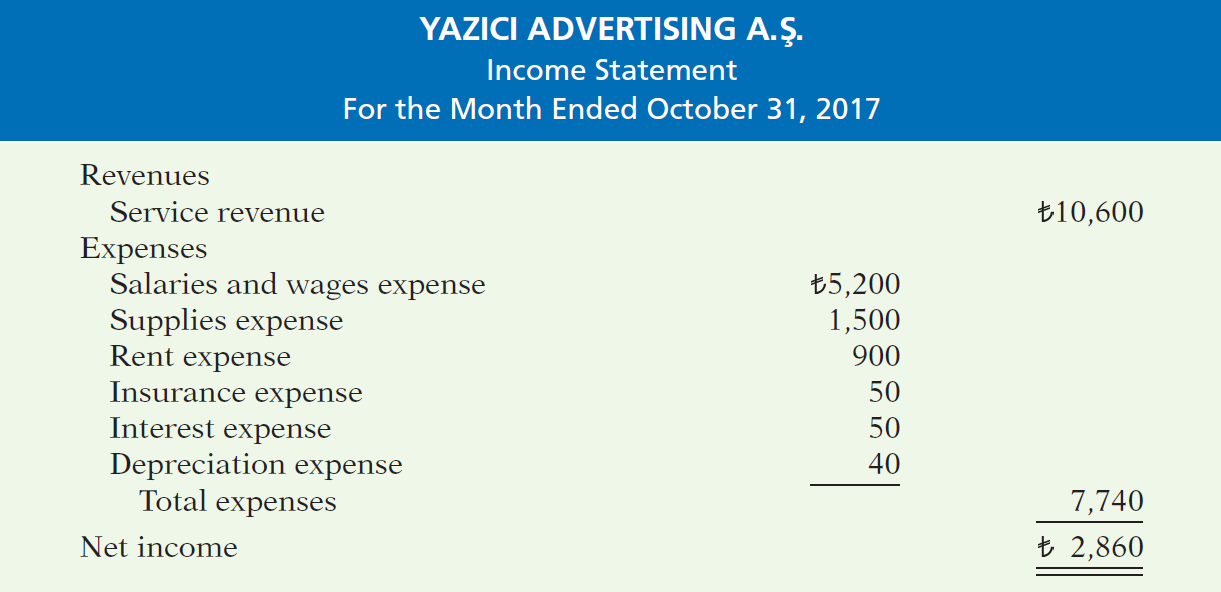 YAZICI ADVERTISING A.Ş.
Income Statement
For the Month Ended October 31, 2017
Revenues
Service revenue ₺10,600
Expenses
Salaries and wages expense ₺5,200
Supplies expense 1,500
Rent expense 900
Insurance expense 50
Interest expense 50
Depreciation expense 40
Total expenses 7,740
Net income ₺ 2,860